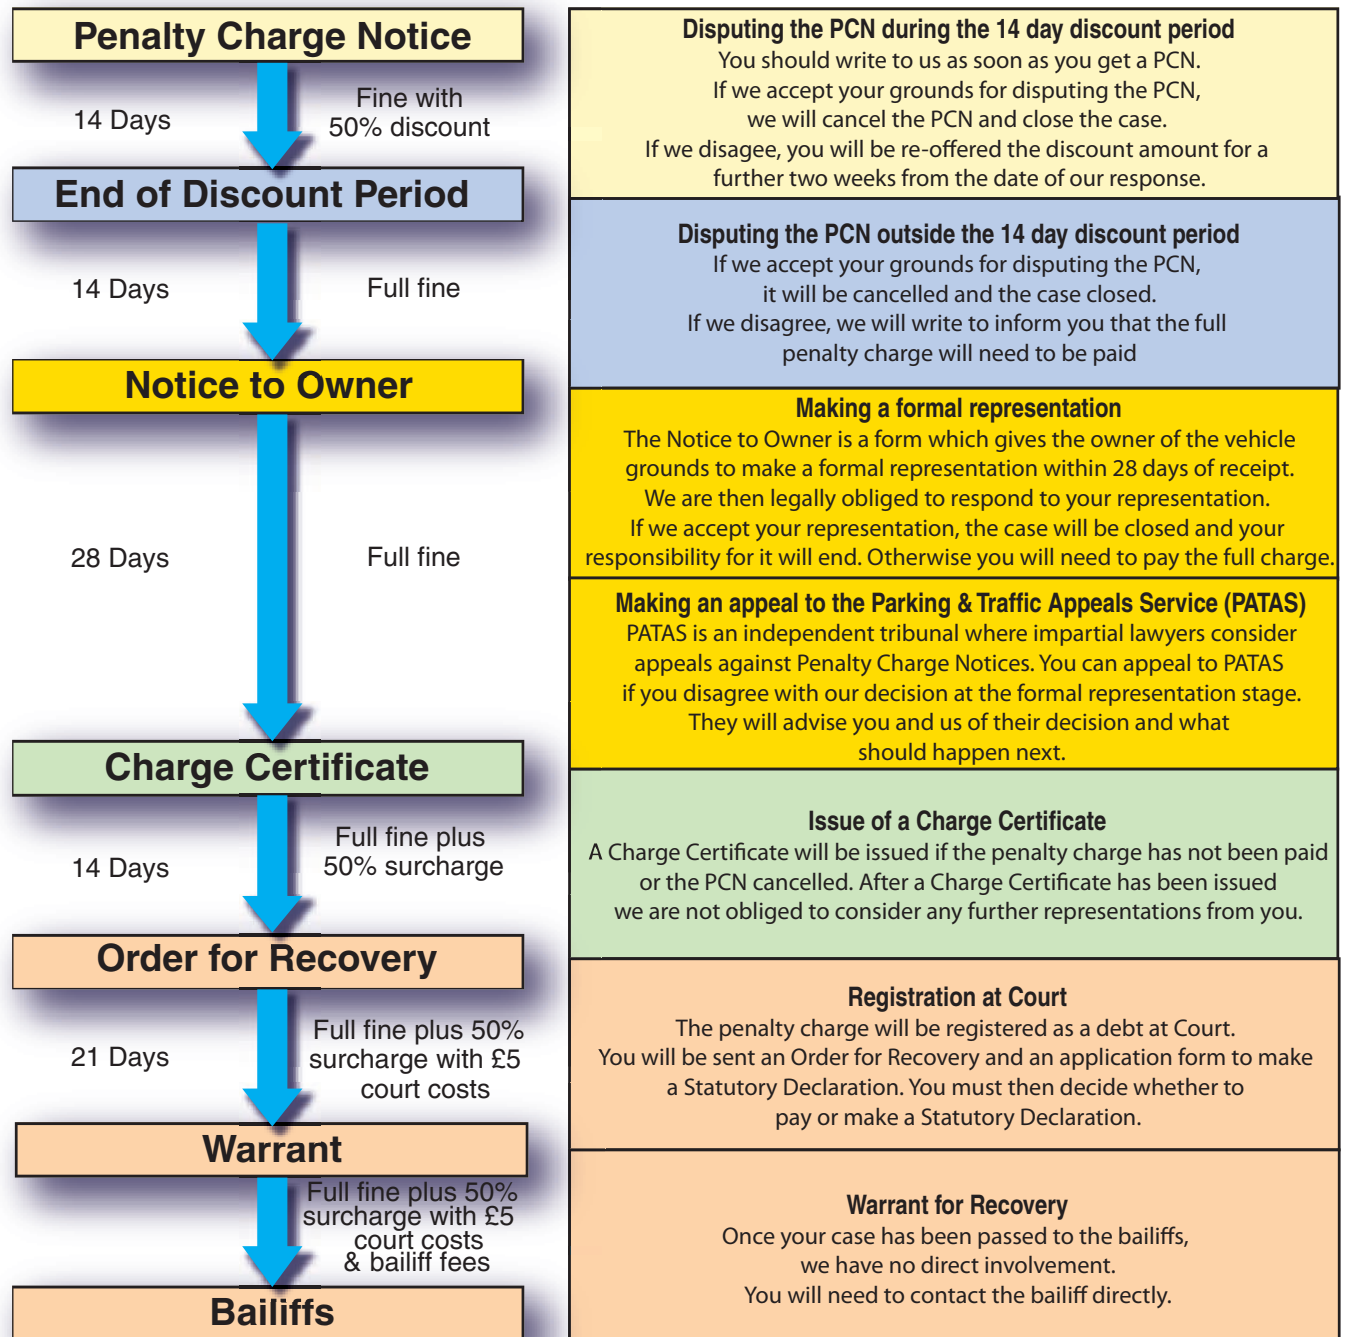 Penalty Charge Notice
14 Days
Fine with
50% discount
End of Discount Period
14 Days
Full fine
Notice to Owner
28 Days
Full fine
Charge Certificate
14 Days
Full fine plus
50% surcharge
Order for Recovery
21 Days
Full fine plus 50%
surcharge with £5
court costs
Warrant
Full fine plus 50%
surcharge with £5
court costs
& bailiff fees
Bailiffs
Disputing the PCN during the 14 day discount period
You should write to us as soon as you get a PCN.
If we accept your grounds for disputing the PCN,
we will cancel the PCN and close the case.
If we disagee, you will be re-offered the discount amount for a
further two weeks from the date of our response.
Disputing the PCN outside the 14 day discount period
If we accept your grounds for disputing the PCN,
it will be cancelled and the case closed.
If we disagree, we will write to inform you that the full
penalty charge will need to be paid
Making a formal representation
The Notice to Owner is a form which gives the owner of the vehicle
grounds to make a formal representation within 28 days of receipt.
We are then legally obliged to respond to your representation.
If we accept your representation, the case will be closed and your
responsibility for it will end. Otherwise you will need to pay the full charge.
Making an appeal to the Parking & Traffic Appeals Service (PATAS)
PATAS is an independent tribunal where impartial lawyers consider
appeals against Penalty Charge Notices. You can appeal to PATAS
if you disagree with our decision at the formal representation stage.
They will advise you and us of their decision and what
should happen next.
Issue of a Charge Certificate
A Charge Certificate will be issued if the penalty charge has not been paid
or the PCN cancelled. After a Charge Certificate has been issued
we are not obliged to consider any further representations from you.
Registration at Court
The penalty charge will be registered as a debt at Court.
You will be sent an Order for Recovery and an application form to make
a Statutory Declaration. You must then decide whether to
pay or make a Statutory Declaration.
Warrant for Recovery
Once your case has been passed to the bailiffs,
we have no direct involvement.
You will need to contact the bailiff directly.